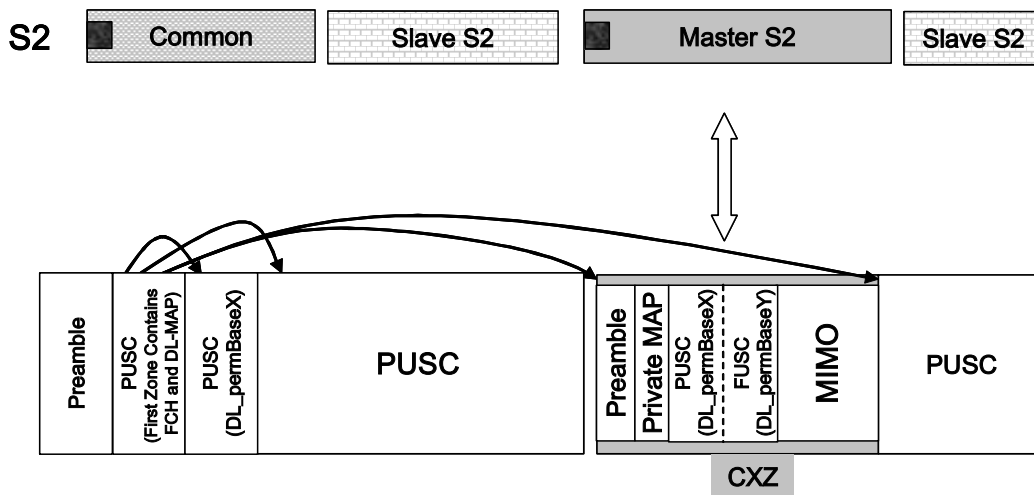 S2
Common
Slave S2
Master S2
Slave S2
Preamble
PUSC
(First Zone Contains
FCH and DL-MAP)
PUSC
(DL_permBaseX)
PUSC
Preamble
Private MAP
PUSC
(DL_permBaseX)
FUSC
(DL_permBaseY)
MIMO
PUSC
CXZ